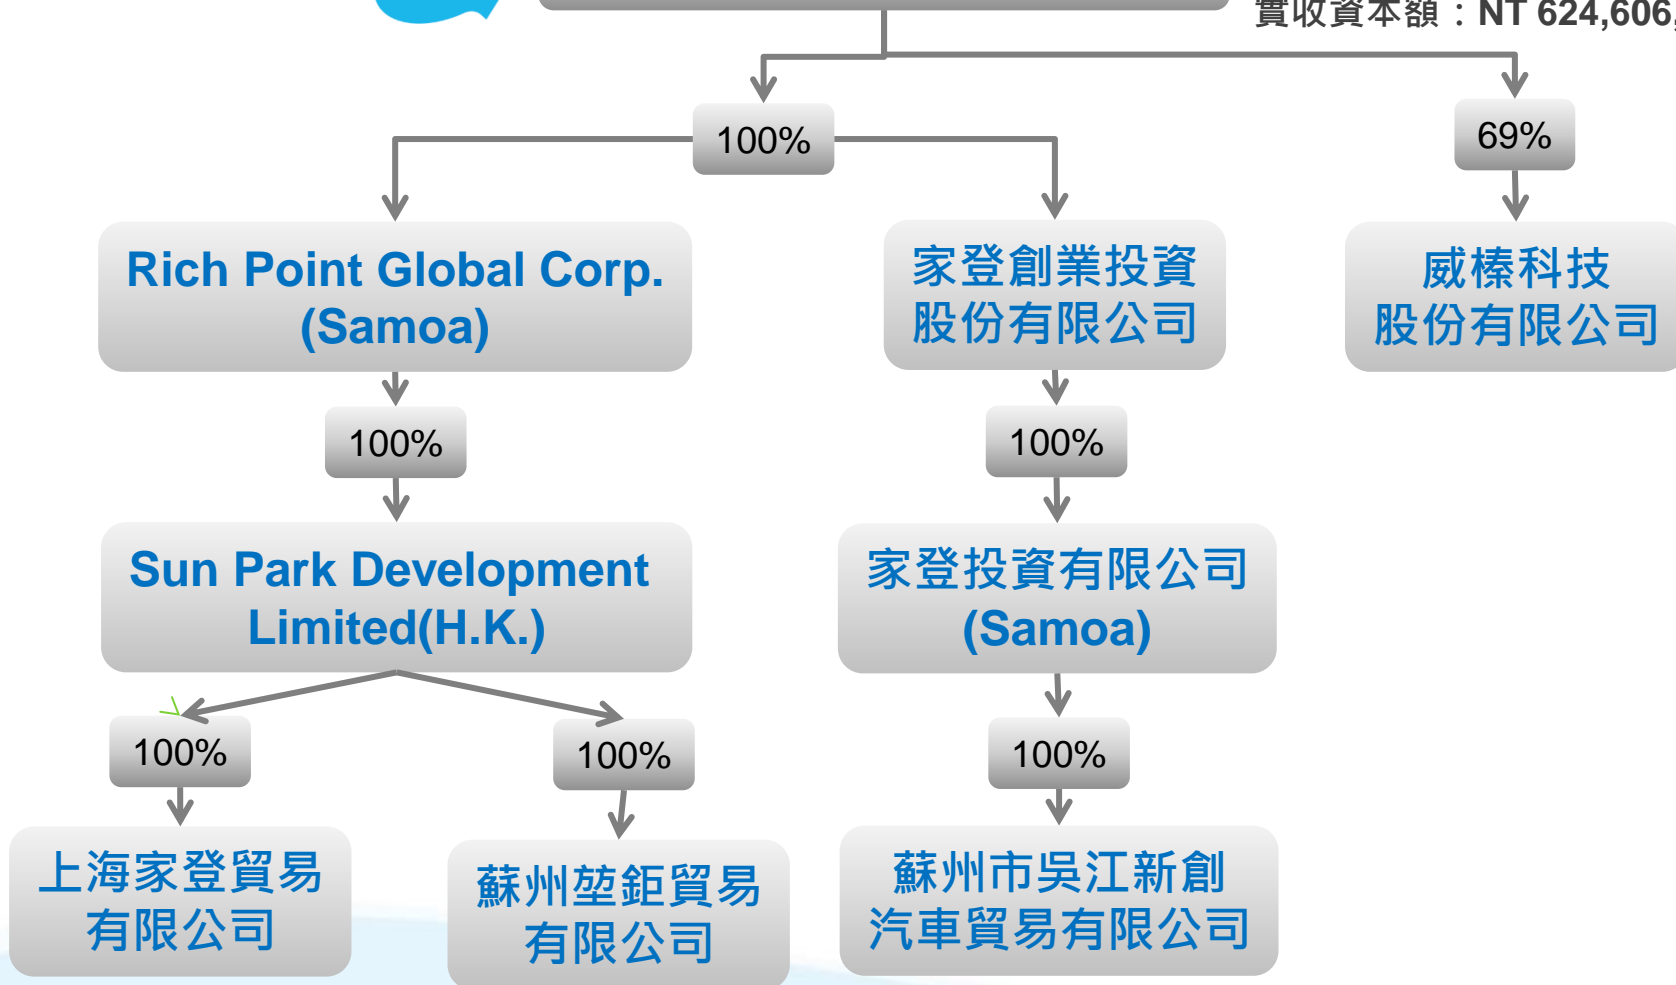 實收資本額：NT 624,606,
100%
69%
Rich Point Global Corp.
(Samoa)
家登創業投資
股份有限公司
威榛科技
股份有限公司
100%
100%
Sun Park Development
Limited(H.K.)
家登投資有限公司
(Samoa)
100%
100%
100%
上海家登貿易
有限公司
蘇州堃鉅貿易
有限公司
蘇州市吳江新創
汽車貿易有限公司